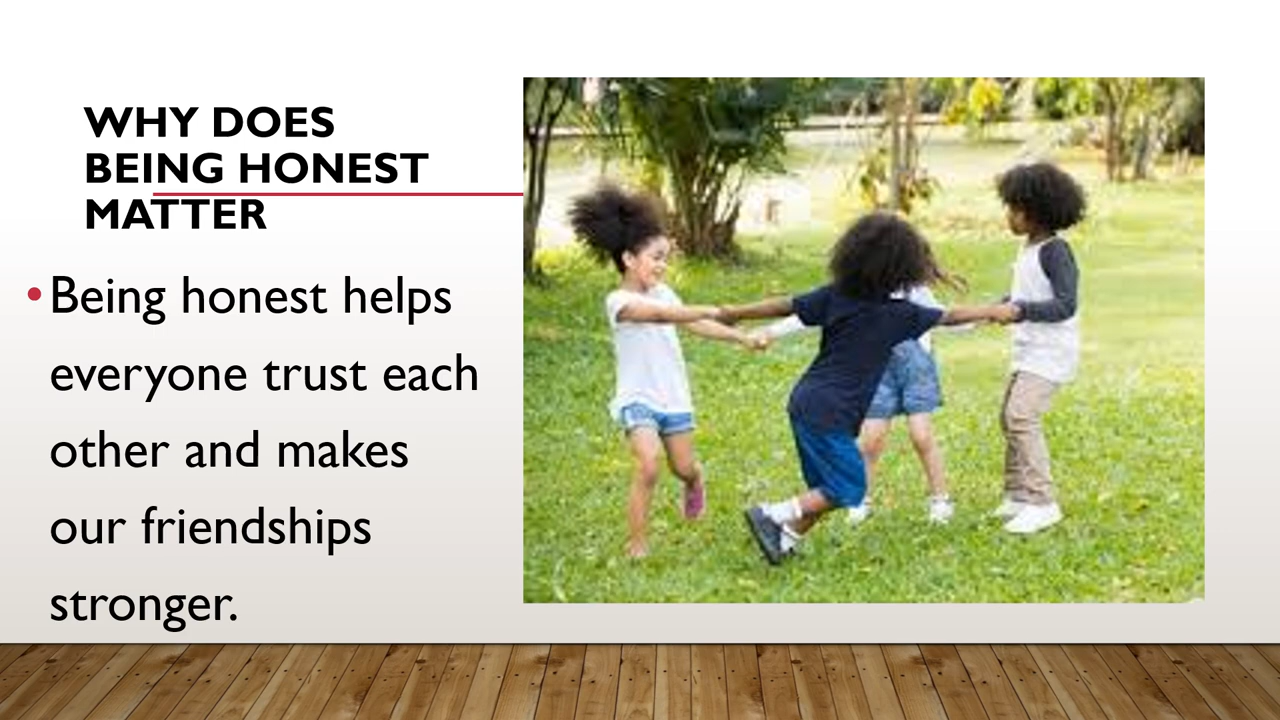 WHY DOES
BEING HONEST
MATTER
•Being honest helps
everyone trust each
other and makes
our friendships
stronger.